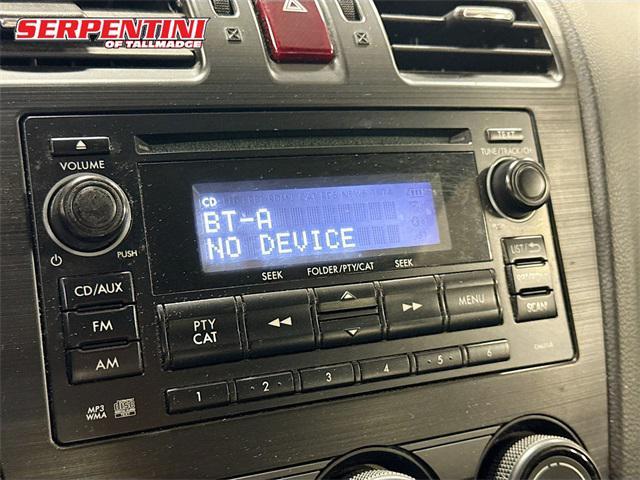 SERPENTINI
OF TALLMADGE
TEXT
VOLUME
TUNE/TRACK/CH
CD
BT-A
NO DEVICE
PUSH
SEEK FOLDER/PTY/CAT SEEK
LIST/
CD/AUX
FM
AM
PTY
CAT
MENU
SCAN
1 2 3 4 5 6
MP3
WMA